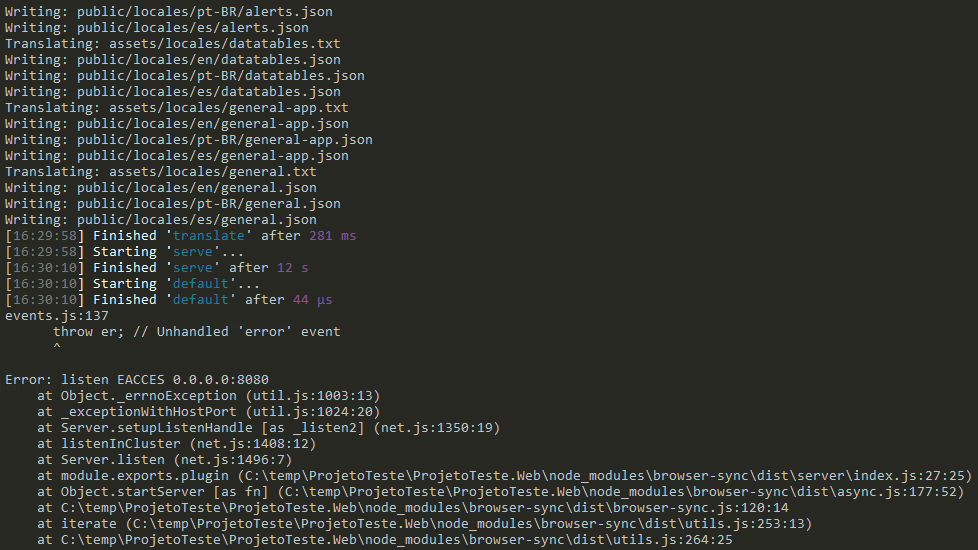 Writing: public/locales/pt-BR/alerts.json
Writing: public/locales/es/alerts.json
Translating: assets/locales/datatables.txt
Writing: public/locales/en/datatables.json
Writing: public/locales/pt-BR/datatables.json
Writing: public/locales/es/datatables.json
Translating: assets/locales/general-app.txt
Writing: public/locales/en/general-app.json
Writing: public/locales/pt-BR/general-app.json
Writing: public/locales/es/general-app.json
Translating: assets/locales/general.txt
Writing: public/locales/en/general.json
Writing: public/locales/pt-BR/general.json
Writing: public/locales/es/general.json
[16:29:58] Finished 'translate' after 281 ms
[16:29:58] Starting 'serve'...
[16:30:10] Finished 'serve' after 12 s
[16:30:10] Starting 'default'...
[16:30:10] Finished 'default' after 44 μs
events.js:137
      throw er; // Unhandled 'error' event
      ^

Error: listen EACCES 0.0.0.0:8080
    at Object._errnoException (util.js:1003:13)
    at _exceptionWithHostPort (util.js:1024:20)
    at Server.setupListenHandle [as _listen2] (net.js:1350:19)
    at listenInCluster (net.js:1408:12)
    at Server.listen (net.js:1496:7)
    at module.exports.plugin (C:\temp\ProjetoTeste\ProjetoTeste.Web\node_modules\browser-sync\dist\server\index.js:27:25)
    at Object.startServer [as fn] (C:\temp\ProjetoTeste\ProjetoTeste.Web\node_modules\browser-sync\dist\async.js:177:52)
    at C:\temp\ProjetoTeste\ProjetoTeste.Web\node_modules\browser-sync\dist\browser-sync.js:120:14
    at iterate (C:\temp\ProjetoTeste\ProjetoTeste.Web\node_modules\browser-sync\dist\utils.js:253:13)
    at C:\temp\ProjetoTeste\ProjetoTeste.Web\node_modules\browser-sync\dist\utils.js:264:25